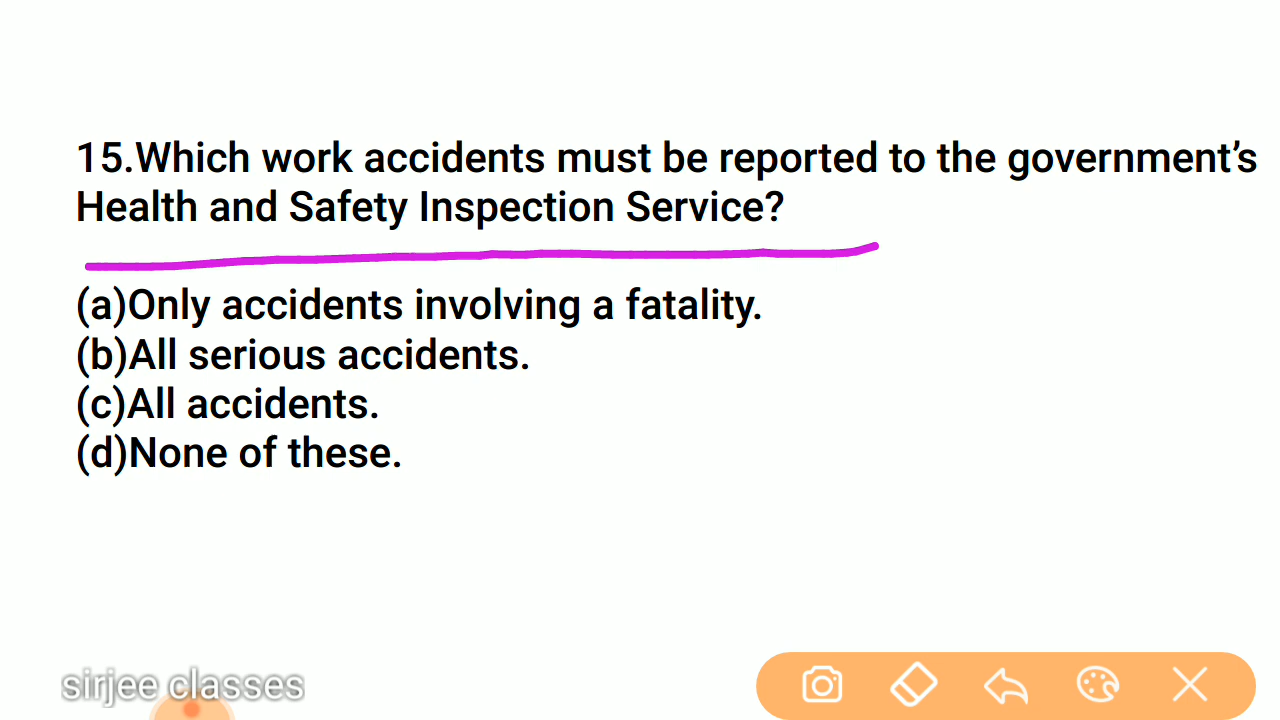 15.Which work accidents must be reported to the government’s
Health and Safety Inspection Service?
(a)Only accidents involving a fatality.
(b)All serious accidents.
(c)All accidents.
(d)None of these.
sirjee classes